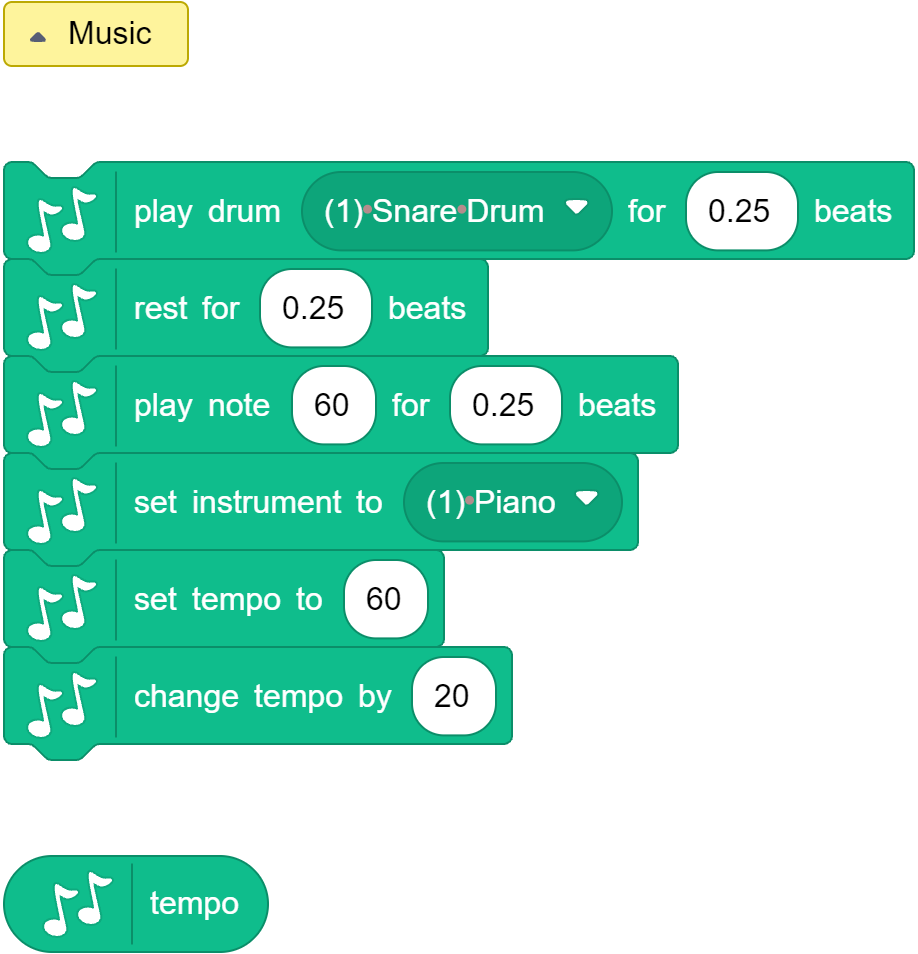 Music
play drum (1) Snare Drum for 0.25 beats
rest for 0.25 beats
play note 60 for 0.25 beats
set instrument to (1) Piano
set tempo to 60
change tempo by 20
tempo